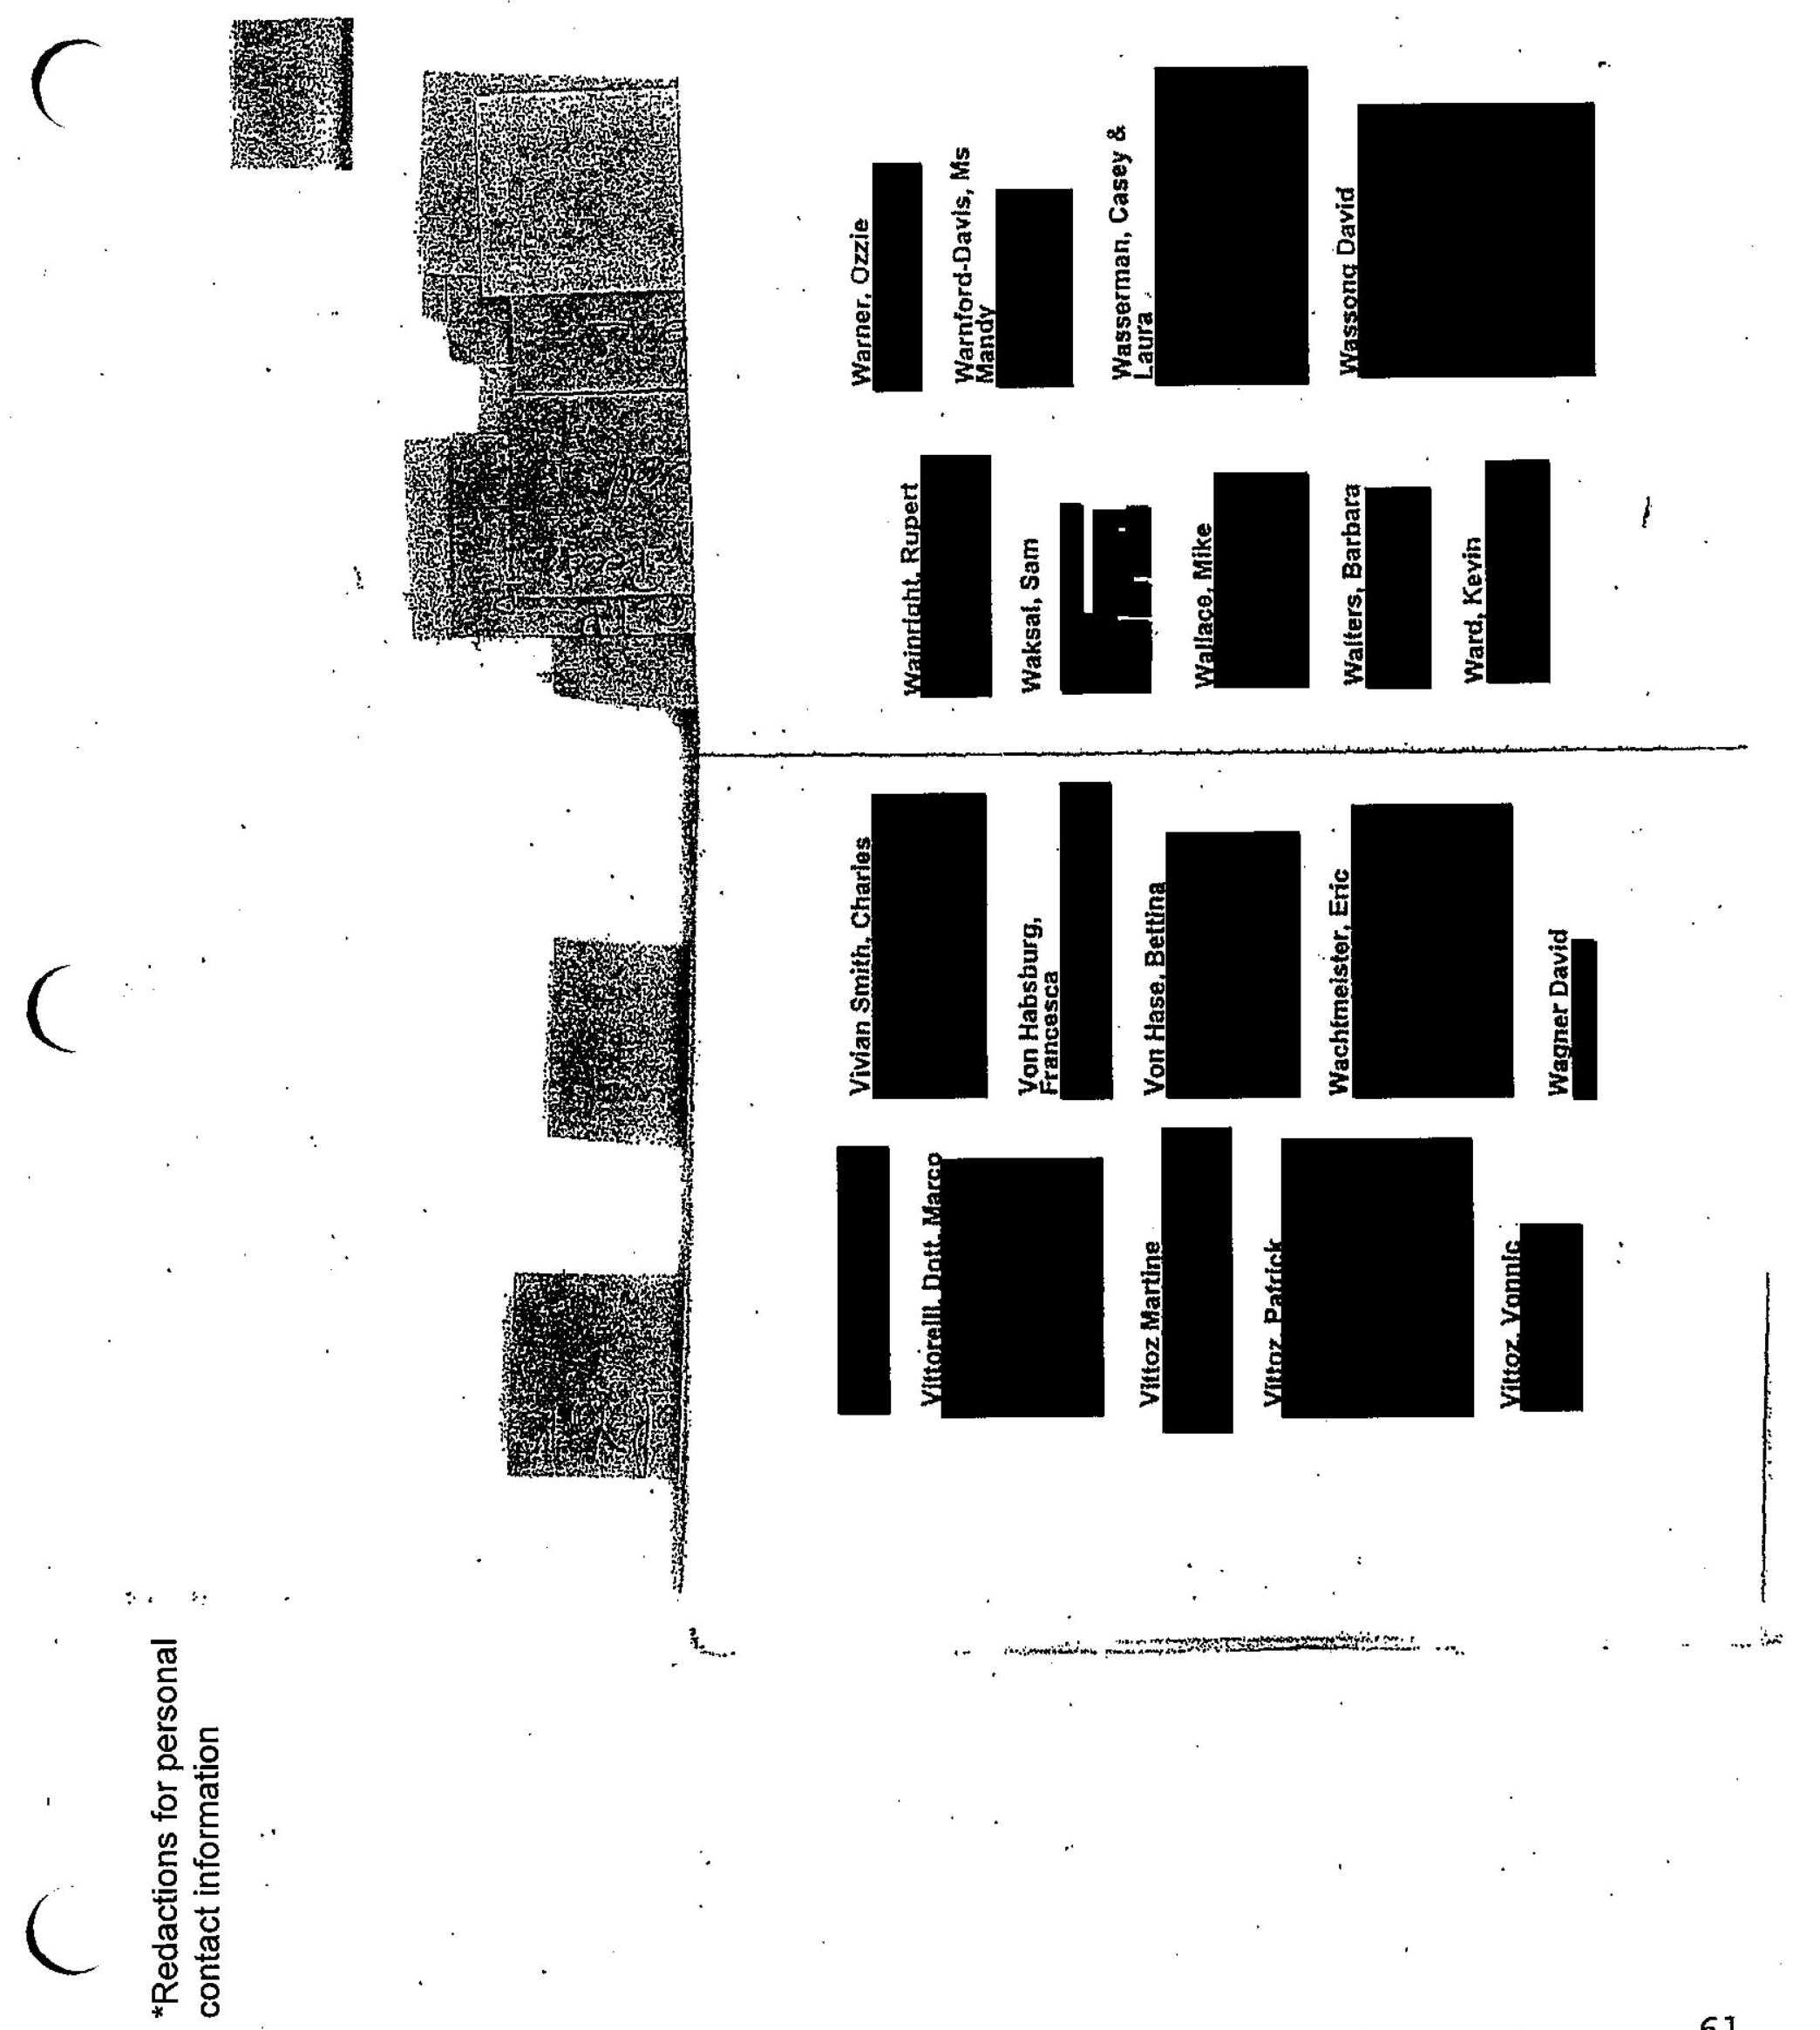 *Redactions for personal
contact information
Vittorelli, Dott. Marco
Vittoz Martine
Vittoz, Patrick
Vittoz, Yonnic
Vivian Smith, Charles
Von Habsburg,
Francesca
Von Hase, Bettina
Wachtmeister, Eric
Wagner David
Wainright, Rupert
Waksal, Sam
Wallace, Mike
Walters, Barbara
Ward, Kevin
Warner, Ozzie
Warnford-Davis, Ms
Mandy
Wasserman, Casey &
Laura
Wassong David
61